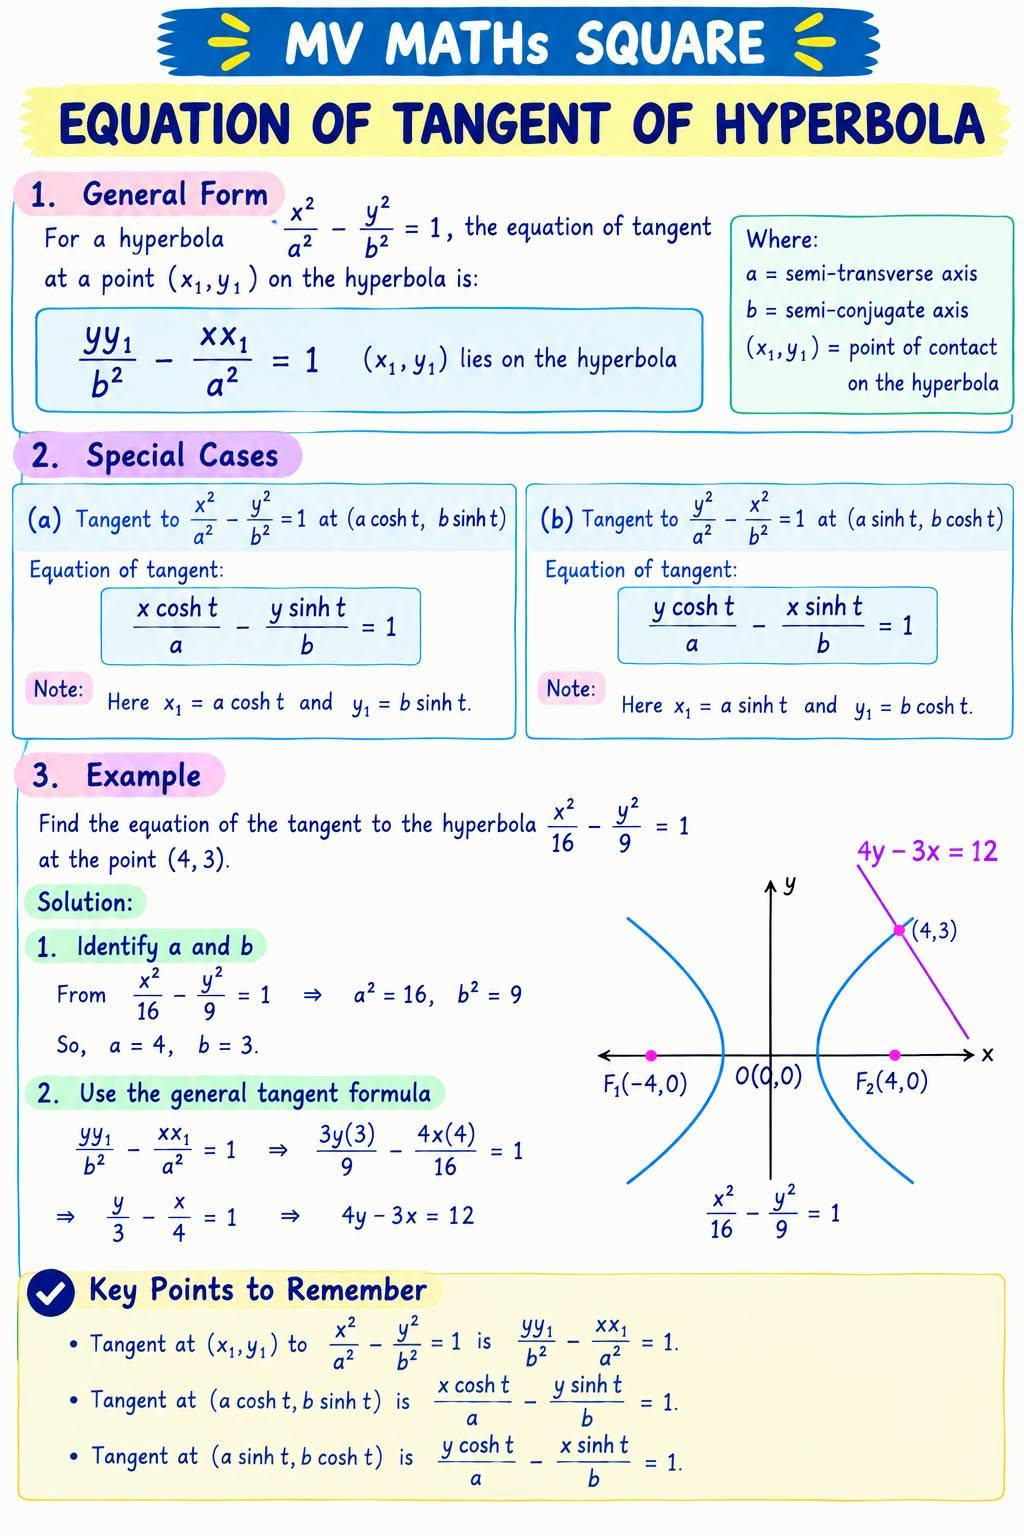 MV MATHs SQUARE
EQUATION OF TANGENT OF HYPERBOLA
1. General Form
For a hyperbola x²/a² − y²/b² = 1, the equation of tangent
at a point (x₁, y₁) on the hyperbola is:
yy₁/b² − xx₁/a² = 1 (x₁, y₁) lies on the hyperbola
Where:
a = semi-transverse axis
b = semi-conjugate axis
(x₁, y₁) = point of contact
on the hyperbola
2. Special Cases
(a) Tangent to x²/a² − y²/b² = 1 at (a cosh t, b sinh t)
Equation of tangent:
x cosh t/a − y sinh t/b = 1
Note: Here x₁ = a cosh t and y₁ = b sinh t.
(b) Tangent to y²/a² − x²/b² = 1 at (a sinh t, b cosh t)
Equation of tangent:
y cosh t/a − x sinh t/b = 1
Note: Here x₁ = a sinh t and y₁ = b cosh t.
3. Example
Find the equation of the tangent to the hyperbola x²/16 − y²/9 = 1
at the point (4, 3).
Solution:
1. Identify a and b
From x²/16 − y²/9 = 1 ⇒ a² = 16, b² = 9
So, a = 4, b = 3.
2. Use the general tangent formula
yy₁/b² − xx₁/a² = 1 ⇒ 3y(3)/9 − 4x(4)/16 = 1
⇒ y/3 − x/4 = 1 ⇒ 4y − 3x = 12
4y − 3x = 12
y
(4,3)
x
F₁(−4,0)
O(0,0)
F₂(4,0)
x²/16 − y²/9 = 1
Key Points to Remember
• Tangent at (x₁, y₁) to x²/a² − y²/b² = 1 is yy₁/b² − xx₁/a² = 1.
• Tangent at (a cosh t, b sinh t) is x cosh t/a − y sinh t/b = 1.
• Tangent at (a sinh t, b cosh t) is y cosh t/a − x sinh t/b = 1.